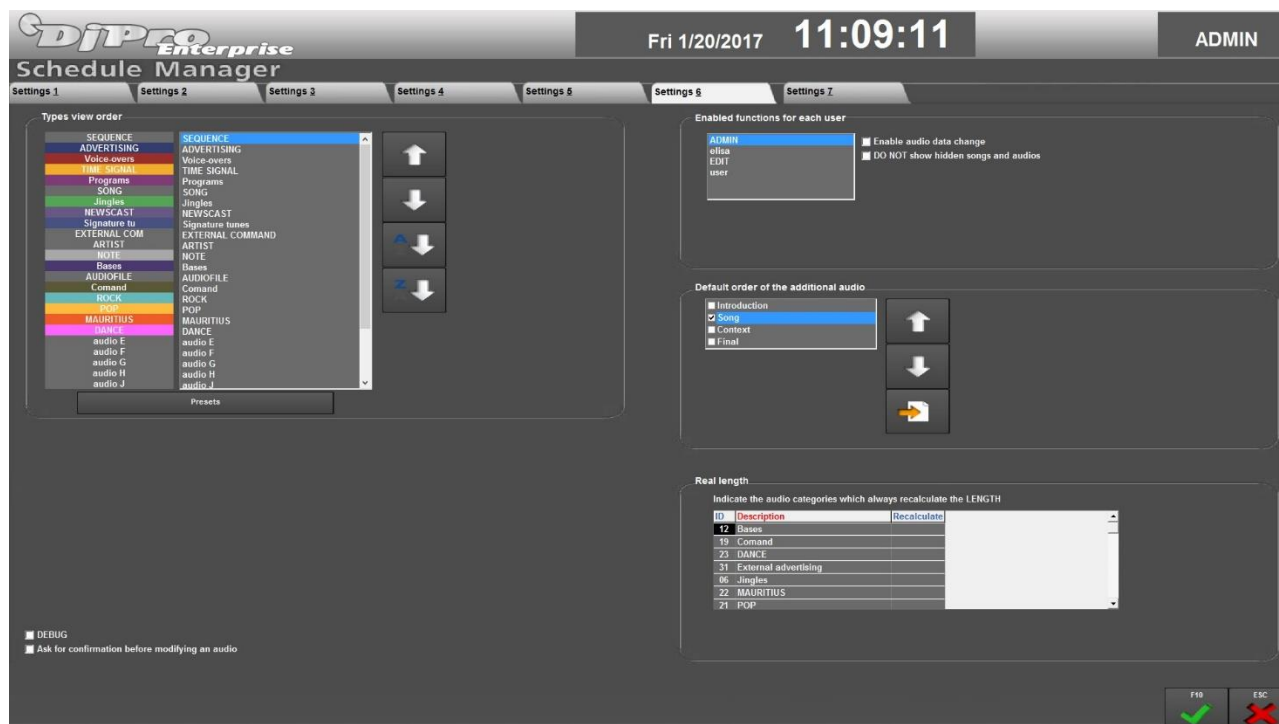 DJPro
Enterprise
Fri 1/20/2017 11:09:11 ADMIN
Schedule Manager
Settings 1 Settings 2 Settings 3 Settings 4 Settings 5 Settings 6 Settings 7
Types view order
SEQUENCE SEQUENCE
ADVERTISING ADVERTISING
Voice-overs Voice-overs
TIME SIGNAL TIME SIGNAL
Programs Programs
SONG SONG
Jingles Jingles
NEWSCAST NEWSCAST
Signature tu Signature tunes
EXTERNAL COM EXTERNAL COMMAND
ARTIST ARTIST
NOTE NOTE
Bases Bases
AUDIOFILE AUDIOFILE
Comand Comand
ROCK ROCK
POP POP
MAURITIUS MAURITIUS
DANCE DANCE
audio E audio E
audio F audio F
audio G audio G
audio H audio H
audio J audio J
A
Z
Presets
DEBUG
Ask for confirmation before modifying an audio
Enabled functions for each user
ADMIN
elisa
EDIT
user
Enable audio data change
DO NOT show hidden songs and audios
Default order of the additional audio
Introduction
Song
Context
Final
Real length
Indicate the audio categories which always recalculate the LENGTH
ID Description Recalculate
12 Bases
19 Comand
23 DANCE
31 External advertising
06 Jingles
22 MAURITIUS
21 POP
F10 ESC